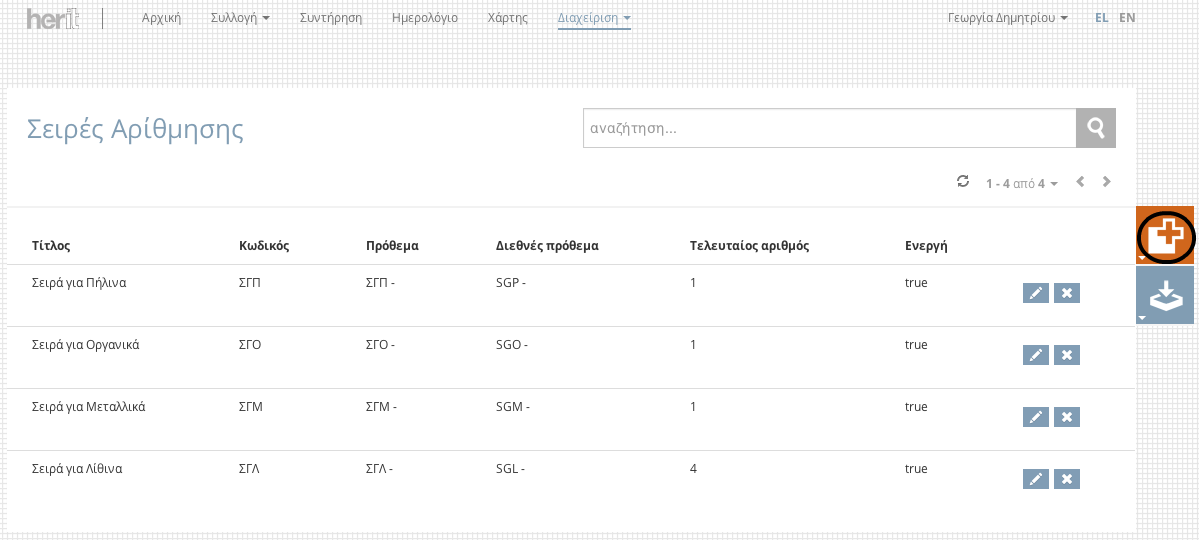 herit Αρχική Συλλογή Συντήρηση Ημερολόγιο Χάρτης Διαχείριση Γεωργία Δημητρίου EL EN
Σειρές Αρίθμησης αναζήτηση...
1 - 4 από 4
Τίτλος Κωδικός Πρόθεμα Διεθνές πρόθεμα Τελευταίος αριθμός Ενεργή
Σειρά για Πήλινα ΣΓΠ ΣΓΠ - SGP - 1 true
Σειρά για Οργανικά ΣΓΟ ΣΓΟ - SGO - 1 true
Σειρά για Μεταλλικά ΣΓΜ ΣΓΜ - SGM - 1 true
Σειρά για Λίθινα ΣΓΛ ΣΓΛ - SGL - 4 true